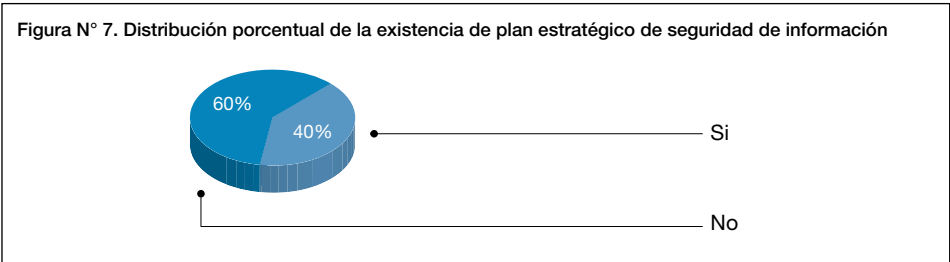 Figura N° 7. Distribución porcentual de la existencia de plan estratégico de seguridad de información
60%
40%
Si
No